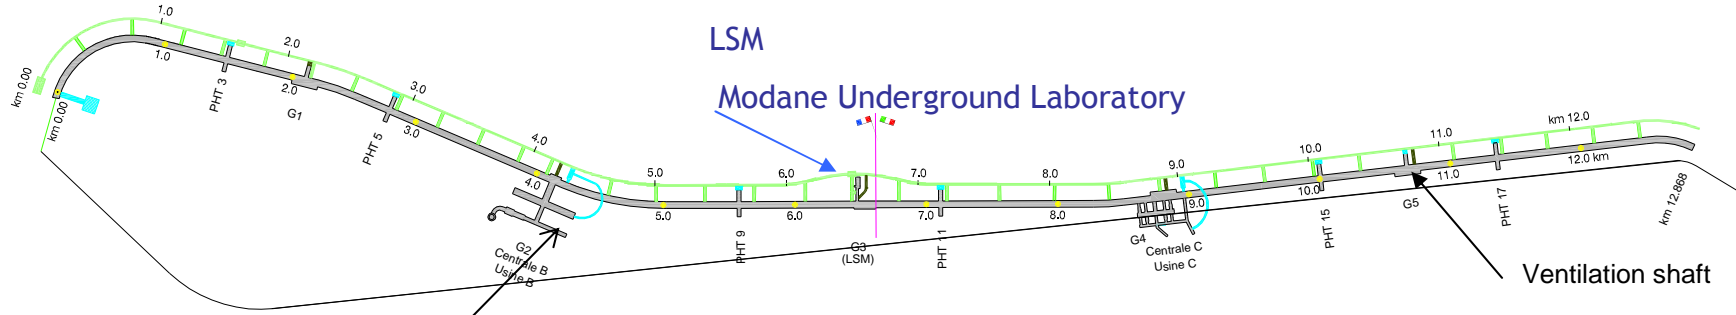 LSM
Modane Underground Laboratory
km 0.00
1.0
2.0
3.0
4.0
5.0
6.0
7.0
8.0
9.0
10.0
11.0
km 12.0
km 0.00
1.0
2.0
3.0
4.0
5.0
6.0
7.0
8.0
9.0
10.0
11.0
12.0 km
km 12.868
PHT 3
G1
PHT 5
G2
Centrale B
Usine B
PHT 9
G3
(LSM)
PHT 11
G4
Centrale C
Usine C
PHT 15
G5
PHT 17
Ventilation shaft